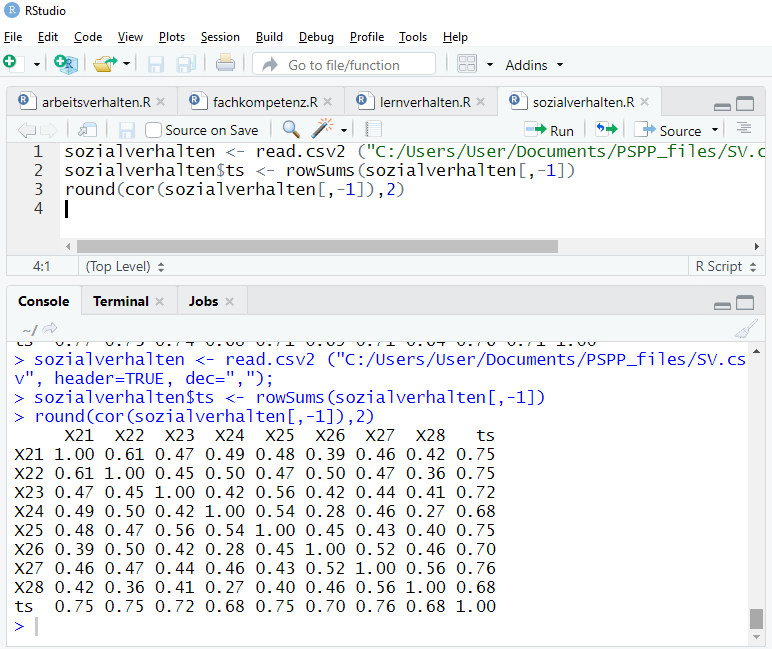 RStudio
File Edit Code View Plots Session Build Debug Profile Tools Help
Go to file/function Addins
arbeitsverhalten.R fachkompetenz.R lernverhalten.R sozialverhalten.R
Source on Save Run Source
1 sozialverhalten <- read.csv2 ("C:/Users/User/Documents/PSPP_files/SV.c
2 sozialverhalten$ts <- rowSums(sozialverhalten[,-1])
3 round(cor(sozialverhalten[,-1]),2)
4
4:1 (Top Level) R Script
Console Terminal Jobs
~/
> sozialverhalten <- read.csv2 ("C:/Users/User/Documents/PSPP_files/SV.cs
v", header=TRUE, dec=",");
> sozialverhalten$ts <- rowSums(sozialverhalten[,-1])
> round(cor(sozialverhalten[,-1]),2)
X21 X22 X23 X24 X25 X26 X27 X28 ts
X21 1.00 0.61 0.47 0.49 0.48 0.39 0.46 0.42 0.75
X22 0.61 1.00 0.45 0.50 0.47 0.50 0.47 0.36 0.75
X23 0.47 0.45 1.00 0.42 0.56 0.42 0.44 0.41 0.72
X24 0.49 0.50 0.42 1.00 0.54 0.28 0.46 0.27 0.68
X25 0.48 0.47 0.56 0.54 1.00 0.45 0.43 0.40 0.75
X26 0.39 0.50 0.42 0.28 0.45 1.00 0.52 0.46 0.70
X27 0.46 0.47 0.44 0.46 0.43 0.52 1.00 0.56 0.76
X28 0.42 0.36 0.41 0.27 0.40 0.46 0.56 1.00 0.68
ts 0.75 0.75 0.72 0.68 0.75 0.70 0.76 0.68 1.00
>